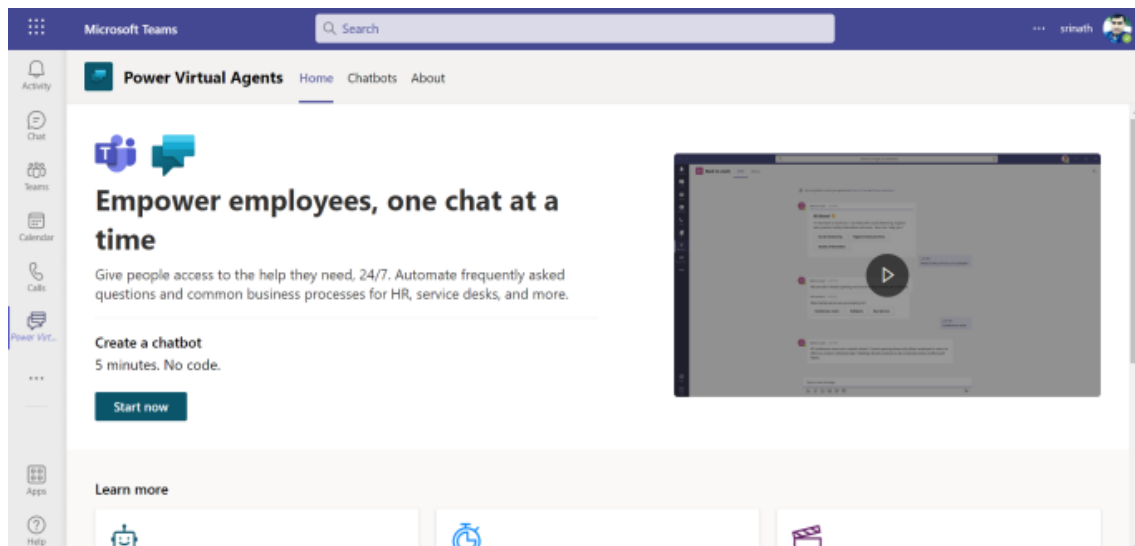 Microsoft Teams
Search
srinath
Activity
Chat
Teams
Calendar
Calls
Power Virt...
Apps
Help
Power Virtual Agents Home Chatbots About
Empower employees, one chat at a
time
Give people access to the help they need, 24/7. Automate frequently asked
questions and common business processes for HR, service desks, and more.
Create a chatbot
5 minutes. No code.
Start now
Learn more